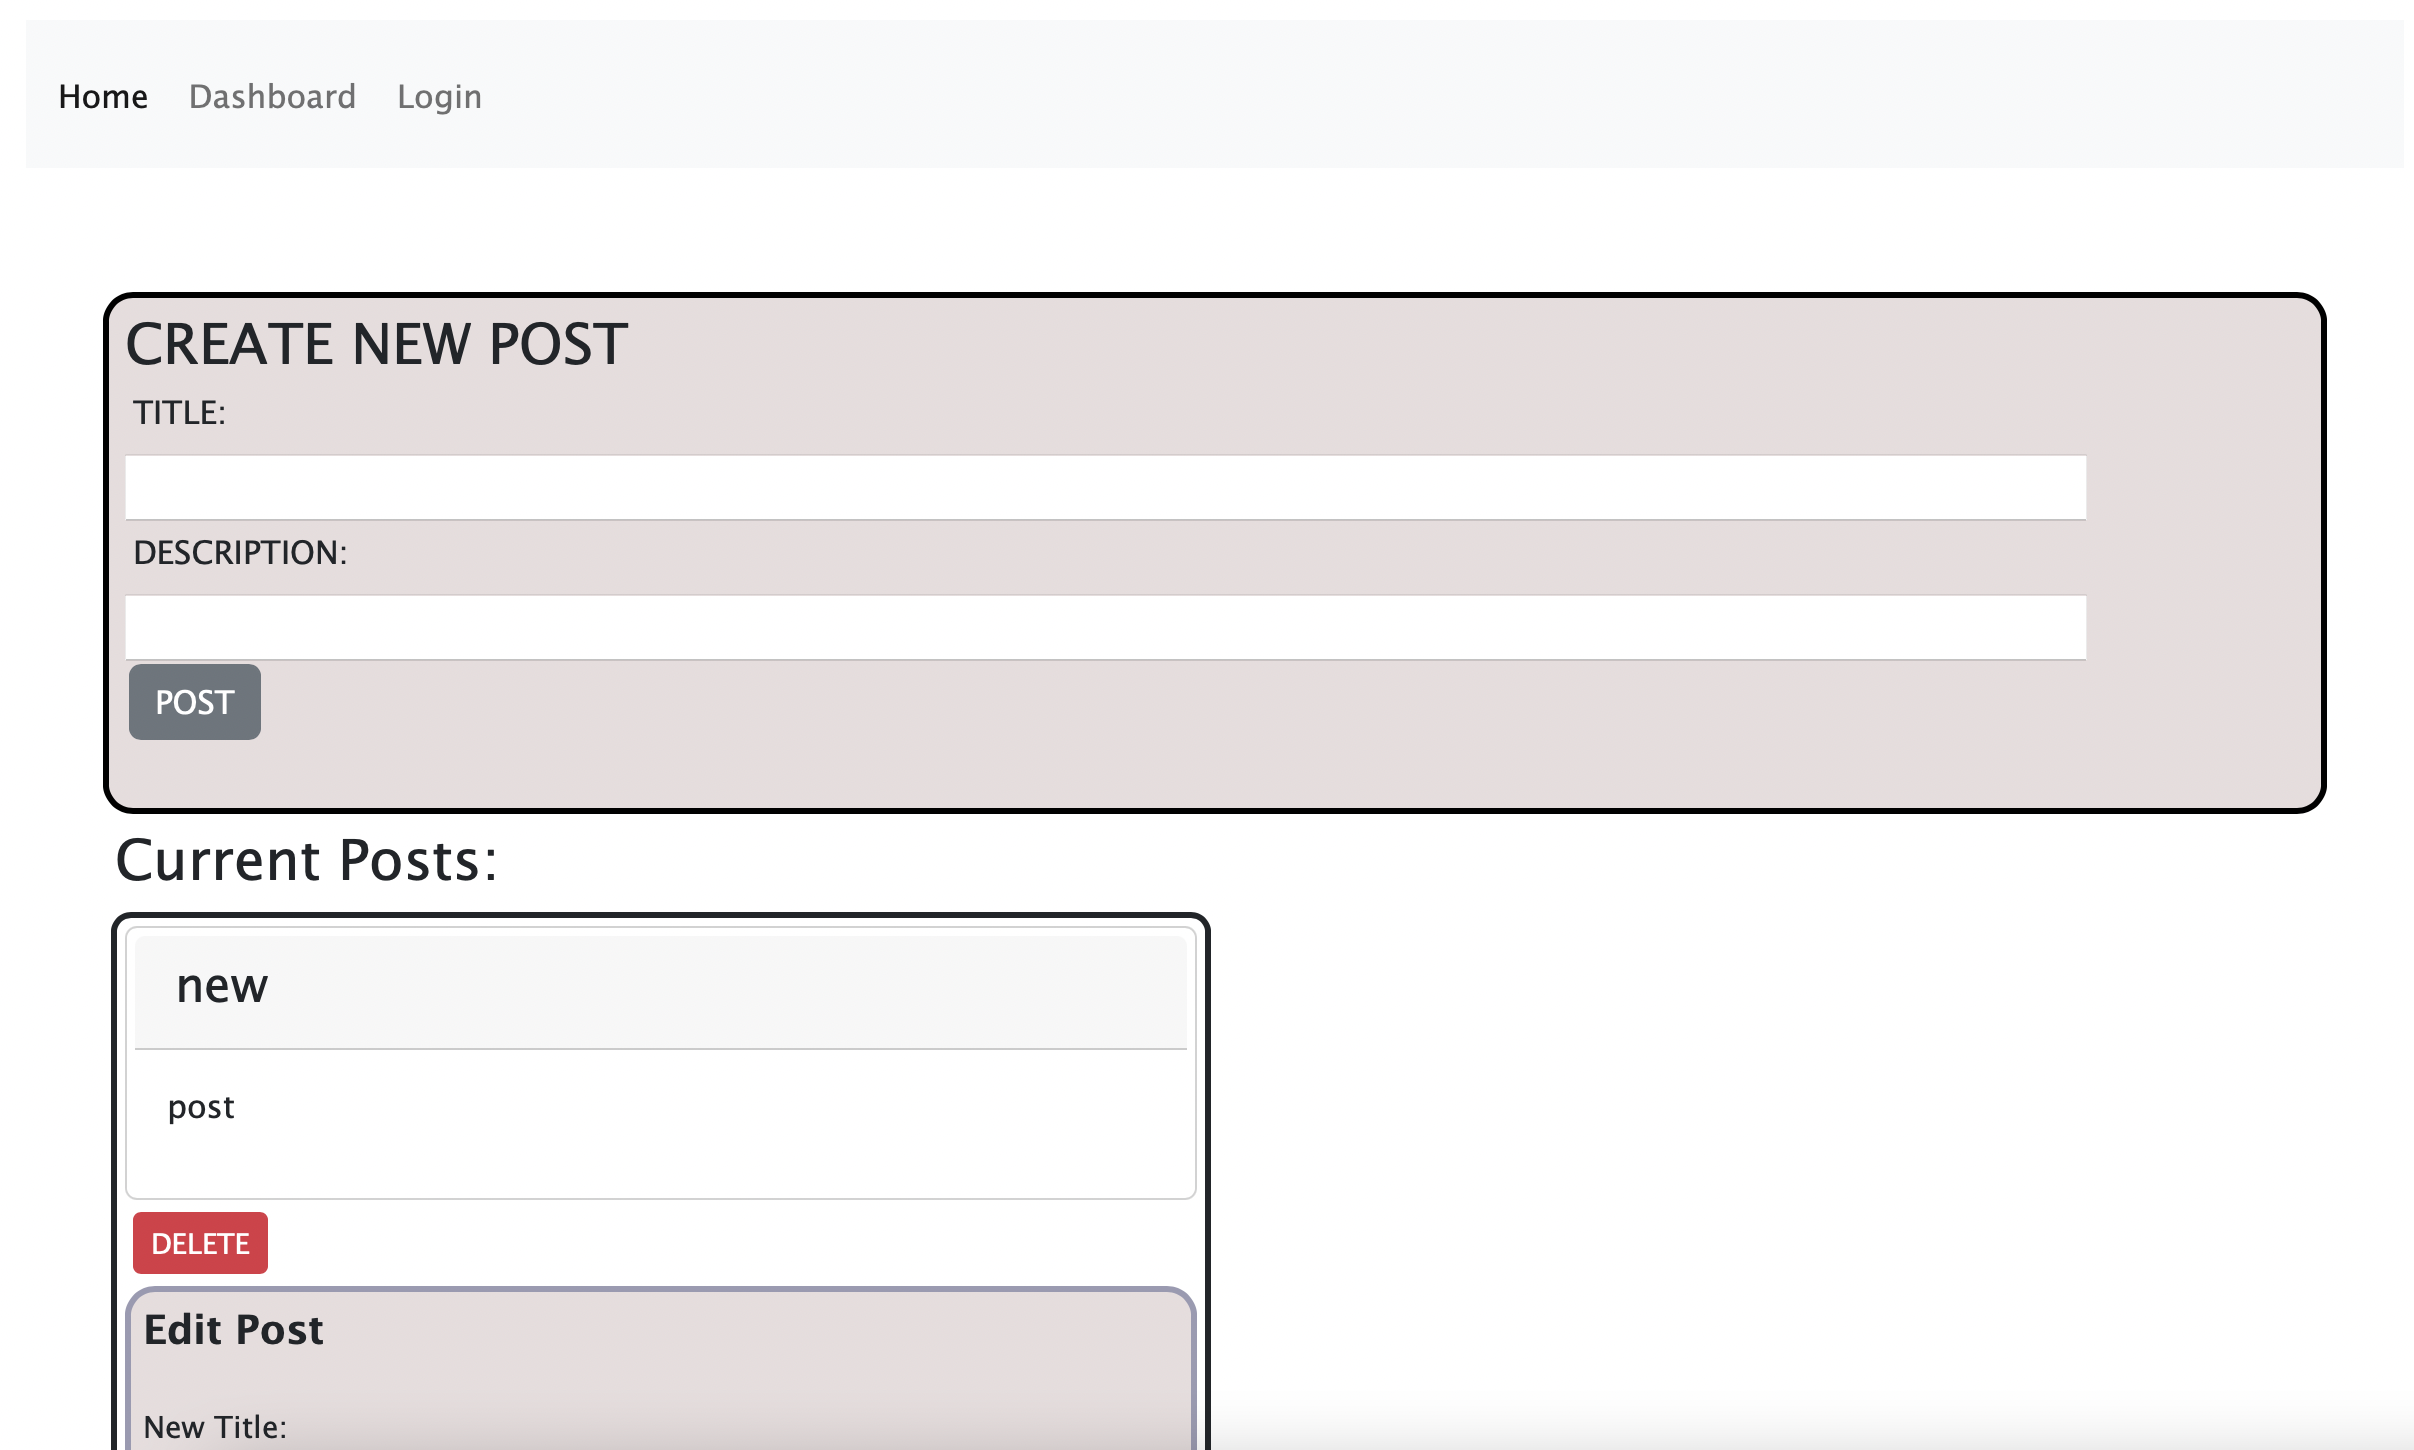 Home Dashboard Login
CREATE NEW POST
TITLE:
DESCRIPTION:
POST
Current Posts:
new
post
DELETE
Edit Post
New Title: